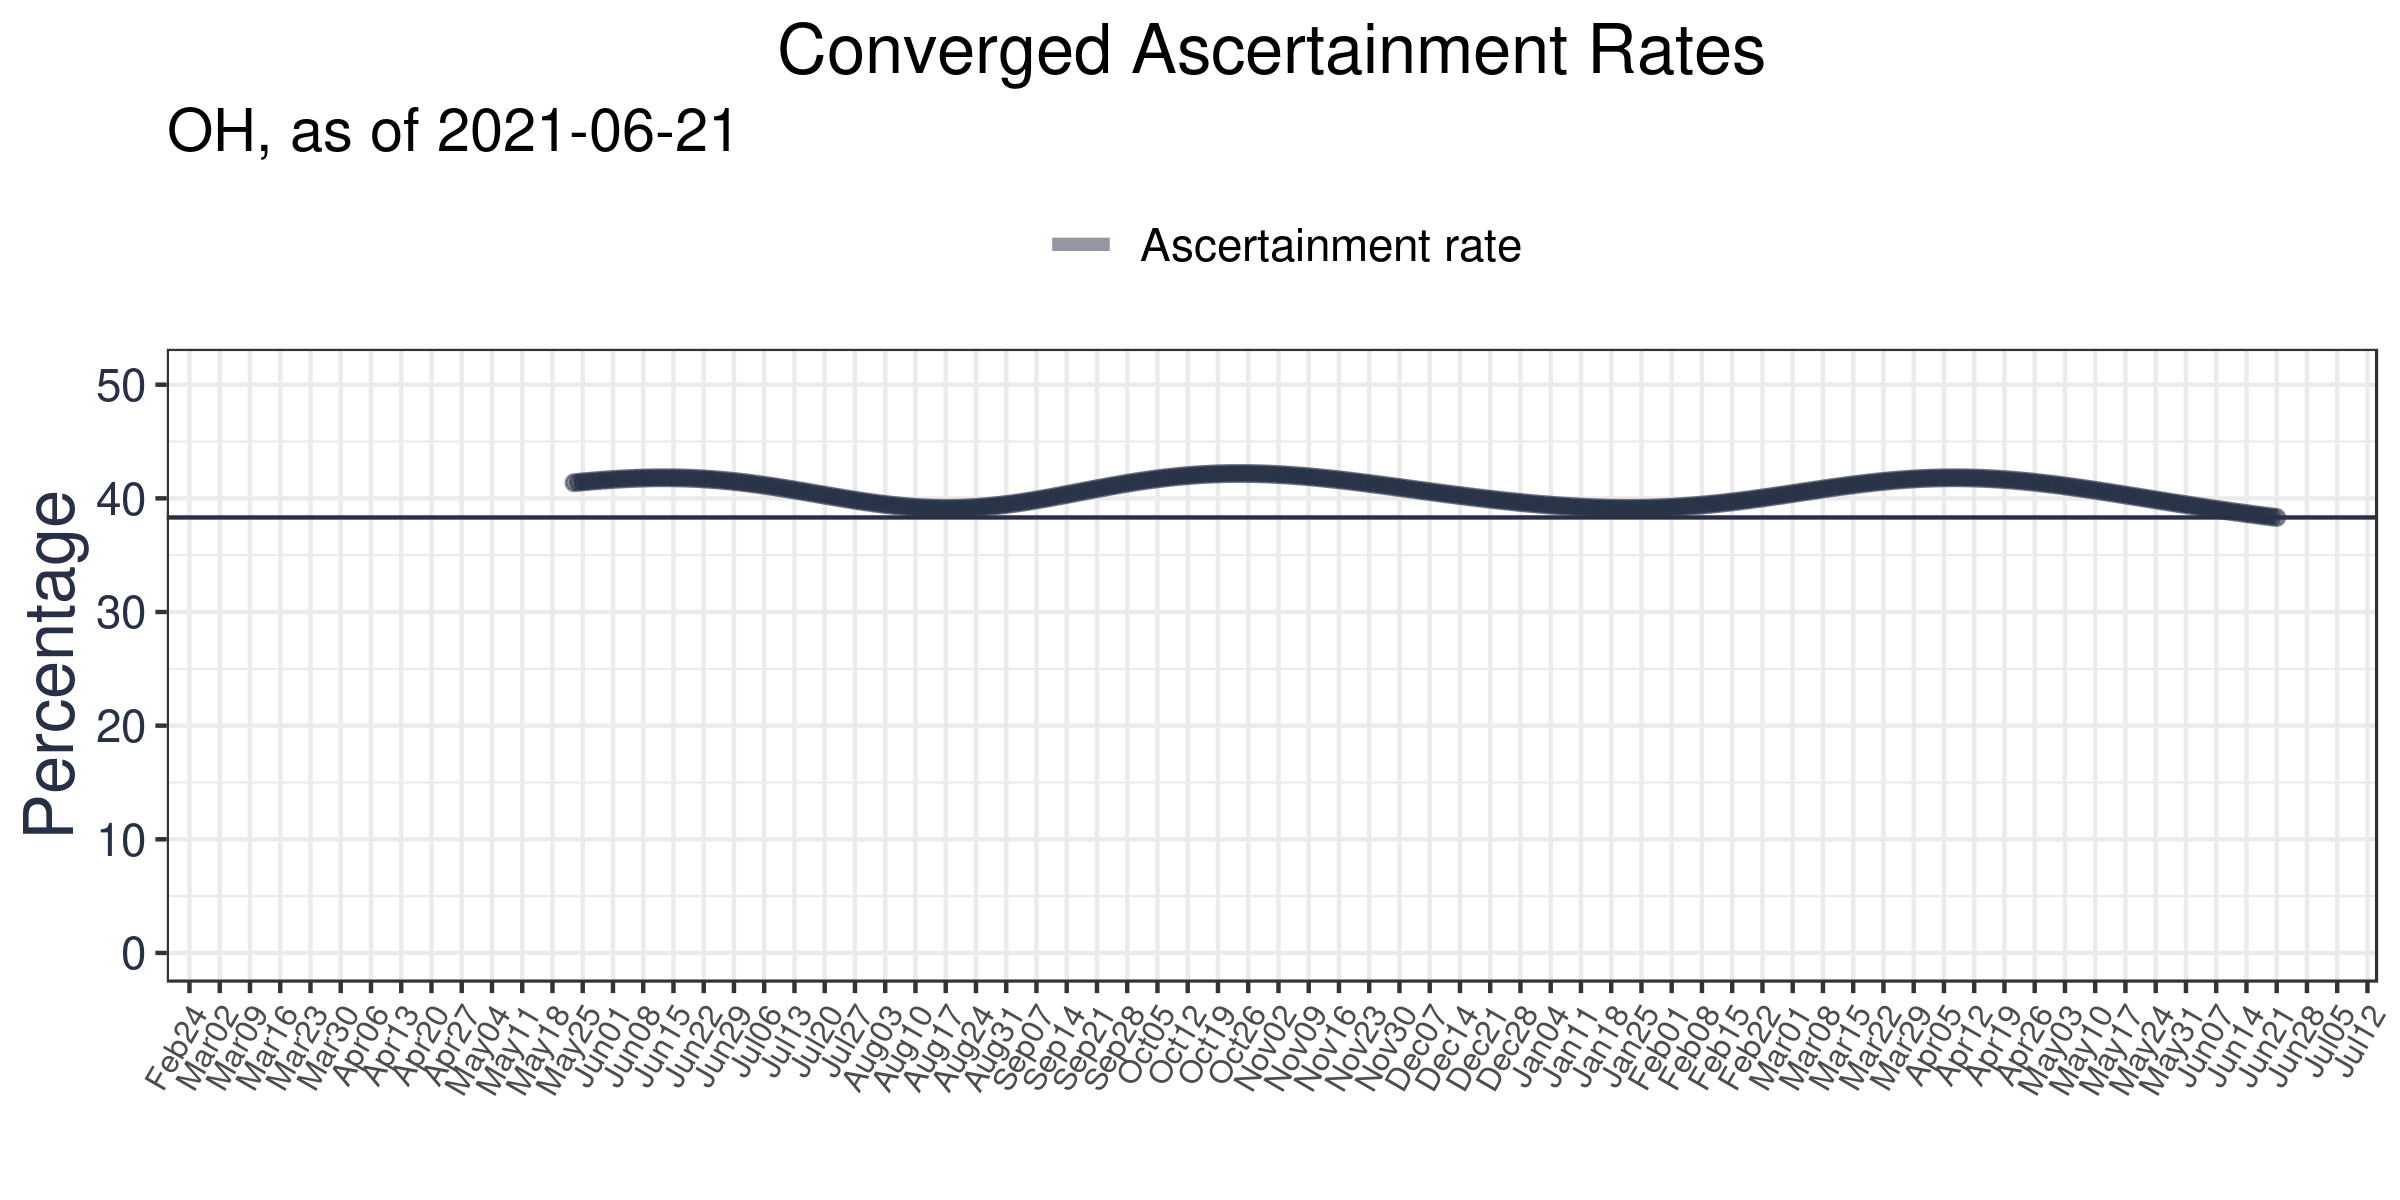 Converged Ascertainment Rates
OH, as of 2021-06-21
Ascertainment rate
Percentage
50
40
30
20
10
0
Feb24
Mar02
Mar09
Mar16
Mar23
Mar30
Apr06
Apr13
Apr20
Apr27
May04
May11
May18
May25
Jun01
Jun08
Jun15
Jun22
Jun29
Jul06
Jul13
Jul20
Jul27
Aug03
Aug10
Aug17
Aug24
Aug31
Sep07
Sep14
Sep21
Sep28
Oct05
Oct12
Oct19
Oct26
Nov02
Nov09
Nov16
Nov23
Nov30
Dec07
Dec14
Dec21
Dec28
Jan04
Jan11
Jan18
Jan25
Feb01
Feb08
Feb15
Feb22
Mar01
Mar08
Mar15
Mar22
Mar29
Apr05
Apr12
Apr19
Apr26
May03
May10
May17
May24
May31
Jun07
Jun14
Jun21
Jun28
Jul05
Jul12